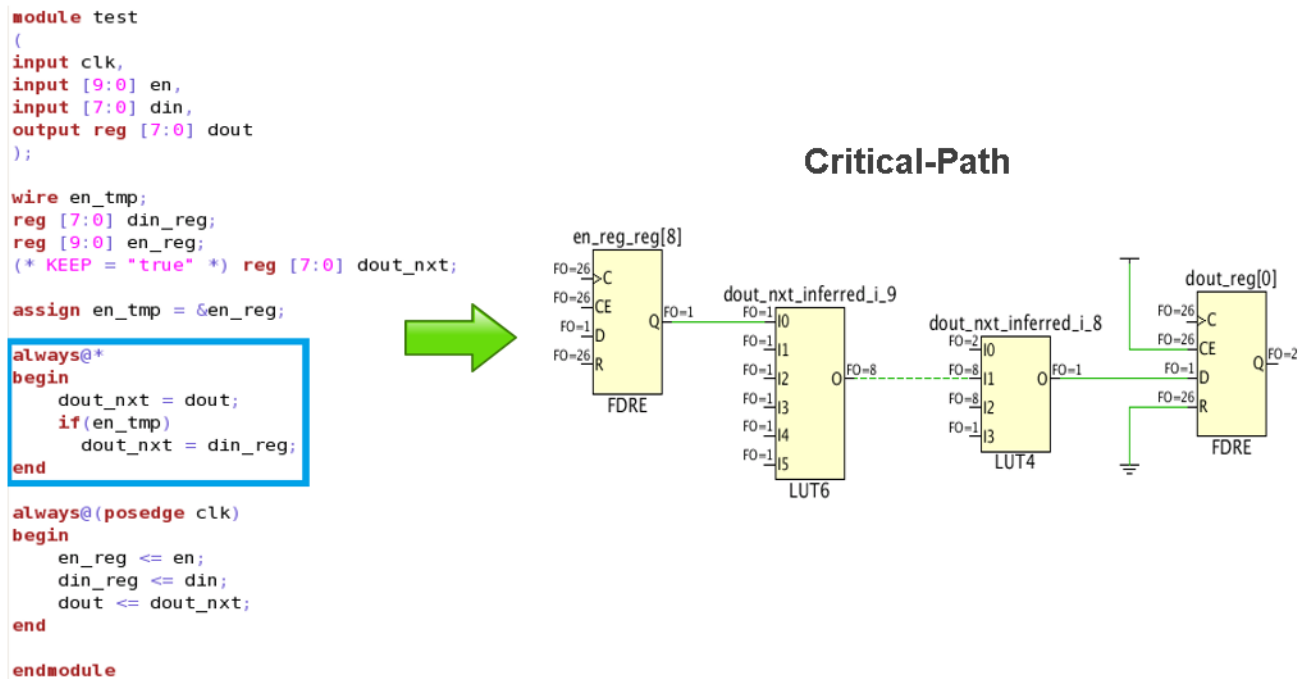 module test
(
input clk,
input [9:0] en,
input [7:0] din,
output reg [7:0] dout
);
wire en_tmp;
reg [7:0] din_reg;
reg [9:0] en_reg;
(* KEEP = "true" *) reg [7:0] dout_nxt;
assign en_tmp = &en_reg;
always@*
begin
dout_nxt = dout;
if(en_tmp)
dout_nxt = din_reg;
end
always@(posedge clk)
begin
en_reg <= en;
din_reg <= din;
dout <= dout_nxt;
end
endmodule
Critical-Path
en_reg_reg[8]
FO=26
C
FO=26
CE
FO=1
D
FO=26
R
Q
FO=1
FDRE
dout_nxt_inferred_i_9
FO=1
I0
FO=1
I1
FO=1
I2
FO=1
I3
FO=1
I4
FO=1
I5
O
FO=8
LUT6
dout_nxt_inferred_i_8
FO=2
I0
FO=8
I1
FO=8
I2
FO=1
I3
O
FO=1
LUT4
dout_reg[0]
FO=26
C
FO=26
CE
FO=1
D
FO=26
R
Q
FO=2
FDRE